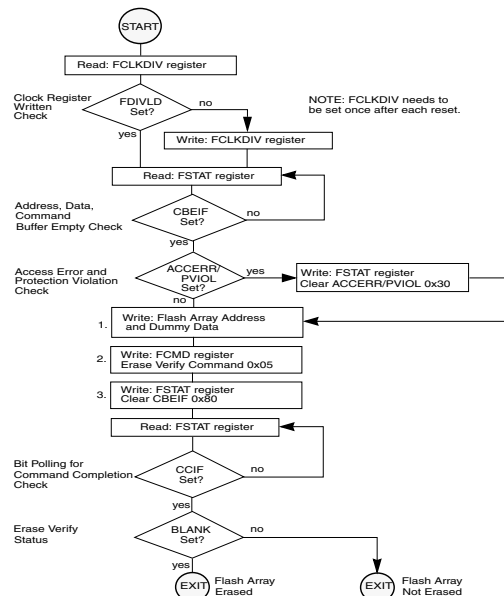 START
Read: FCLKDIV register
Clock Register
Written
Check
FDIVLD
Set?
no
yes
NOTE: FCLKDIV needs to
be set once after each reset.
Write: FCLKDIV register
Read: FSTAT register
Address, Data,
Command
Buffer Empty Check
CBEIF
Set?
no
yes
Access Error and
Protection Violation
Check
ACCERR/
PVIOL
Set?
yes
no
Write: FSTAT register
Clear ACCERR/PVIOL 0x30
1.
Write: Flash Array Address
and Dummy Data
2.
Write: FCMD register
Erase Verify Command 0x05
3.
Write: FSTAT register
Clear CBEIF 0x80
Read: FSTAT register
Bit Polling for
Command Completion
Check
CCIF
Set?
no
yes
Erase Verify
Status
BLANK
Set?
no
yes
EXIT
Flash Array
Erased
EXIT
Flash Array
Not Erased